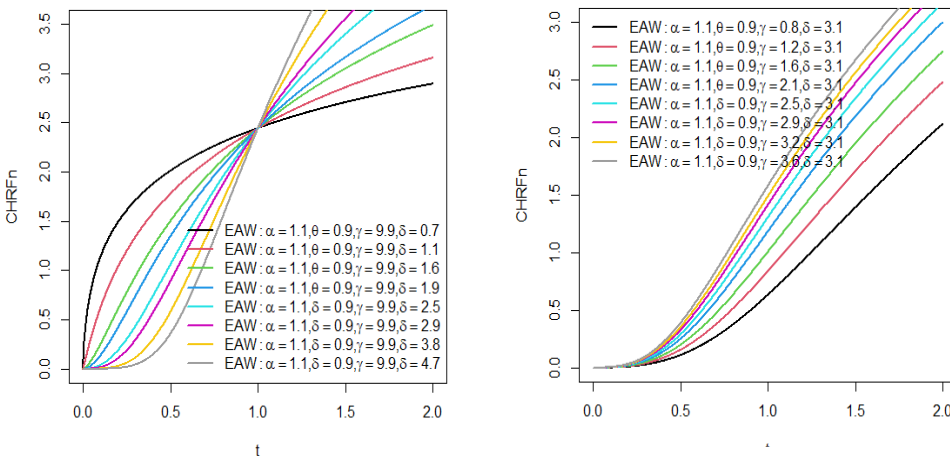 CHRFn
3.5
3.0
2.5
2.0
1.5
1.0
0.5
0.0
EAW: α = 1.1,θ = 0.9,γ = 9.9,δ = 0.7
EAW: α = 1.1,θ = 0.9,γ = 9.9,δ = 1.1
EAW: α = 1.1,θ = 0.9,γ = 9.9,δ = 1.6
EAW: α = 1.1,θ = 0.9,γ = 9.9,δ = 1.9
EAW: α = 1.1,δ = 0.9,γ = 9.9,δ = 2.5
EAW: α = 1.1,δ = 0.9,γ = 9.9,δ = 2.9
EAW: α = 1.1,δ = 0.9,γ = 9.9,δ = 3.8
EAW: α = 1.1,δ = 0.9,γ = 9.9,δ = 4.7
0.0 0.5 1.0 1.5 2.0
t
CHRFn
3.0
2.5
2.0
1.5
1.0
0.5
0.0
EAW: α = 1.1,θ = 0.9,γ = 0.8,δ = 3.1
EAW: α = 1.1,θ = 0.9,γ = 1.2,δ = 3.1
EAW: α = 1.1,θ = 0.9,γ = 1.6,δ = 3.1
EAW: α = 1.1,θ = 0.9,γ = 2.1,δ = 3.1
EAW: α = 1.1,δ = 0.9,γ = 2.5,δ = 3.1
EAW: α = 1.1,δ = 0.9,γ = 2.9,δ = 3.1
EAW: α = 1.1,δ = 0.9,γ = 3.2,δ = 3.1
EAW: α = 1.1,δ = 0.9,γ = 3.6,δ = 3.1
0.0 0.5 1.0 1.5 2.0